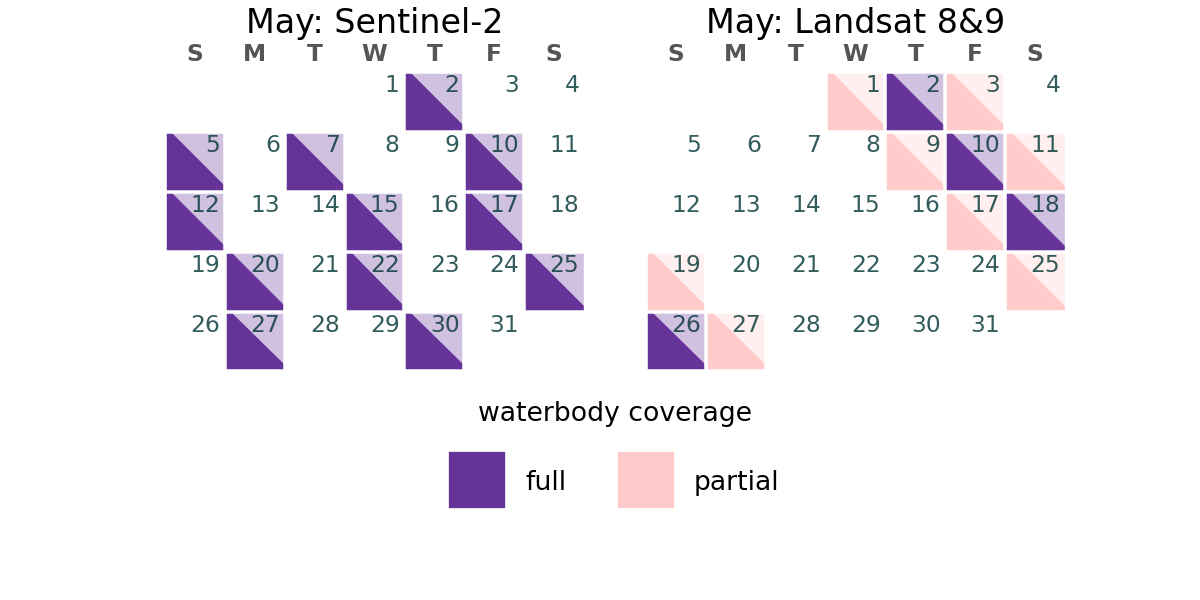 May: Sentinel-2
S M T W T F S
1 2 3 4
5 6 7 8 9 10 11
12 13 14 15 16 17 18
19 20 21 22 23 24 25
26 27 28 29 30 31
May: Landsat 8&9
S M T W T F S
1 2 3 4
5 6 7 8 9 10 11
12 13 14 15 16 17 18
19 20 21 22 23 24 25
26 27 28 29 30 31
waterbody coverage
full
partial